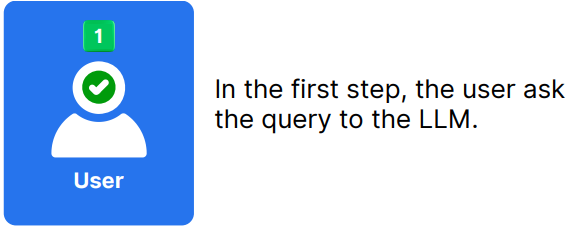 1
User
In the first step, the user ask
the query to the LLM.